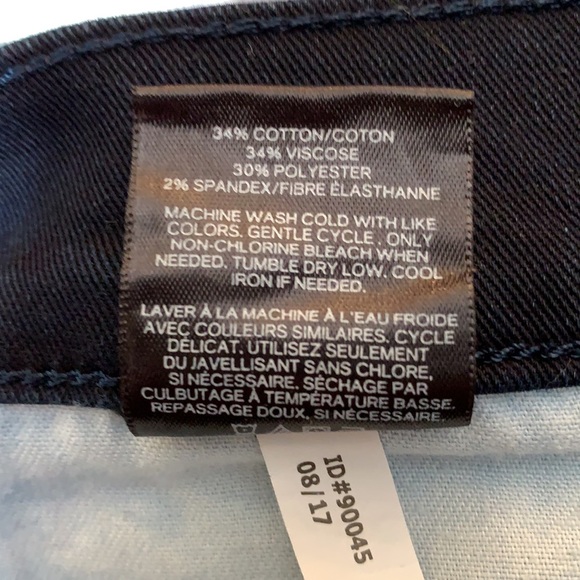 34% COTTON/COTON
34% VISCOSE
30% POLYESTER
2% SPANDEX/FIBRE ÉLASTHANNE
MACHINE WASH COLD WITH LIKE
COLORS. GENTLE CYCLE . ONLY
NON-CHLORINE BLEACH WHEN
NEEDED. TUMBLE DRY LOW. COOL
IRON IF NEEDED.
LAVER À LA MACHINE À L'EAU FROIDE
AVEC COULEURS SIMILAIRES. CYCLE
DÉLICAT. UTILISEZ SEULEMENT
DU JAVELLISANT SANS CHLORE,
SI NÉCESSAIRE. SÉCHAGE PAR
CULBUTAGE À TEMPÉRATURE BASSE.
REPASSAGE DOUX, SI NÉCESSAIRE.
ID#90045
08/17